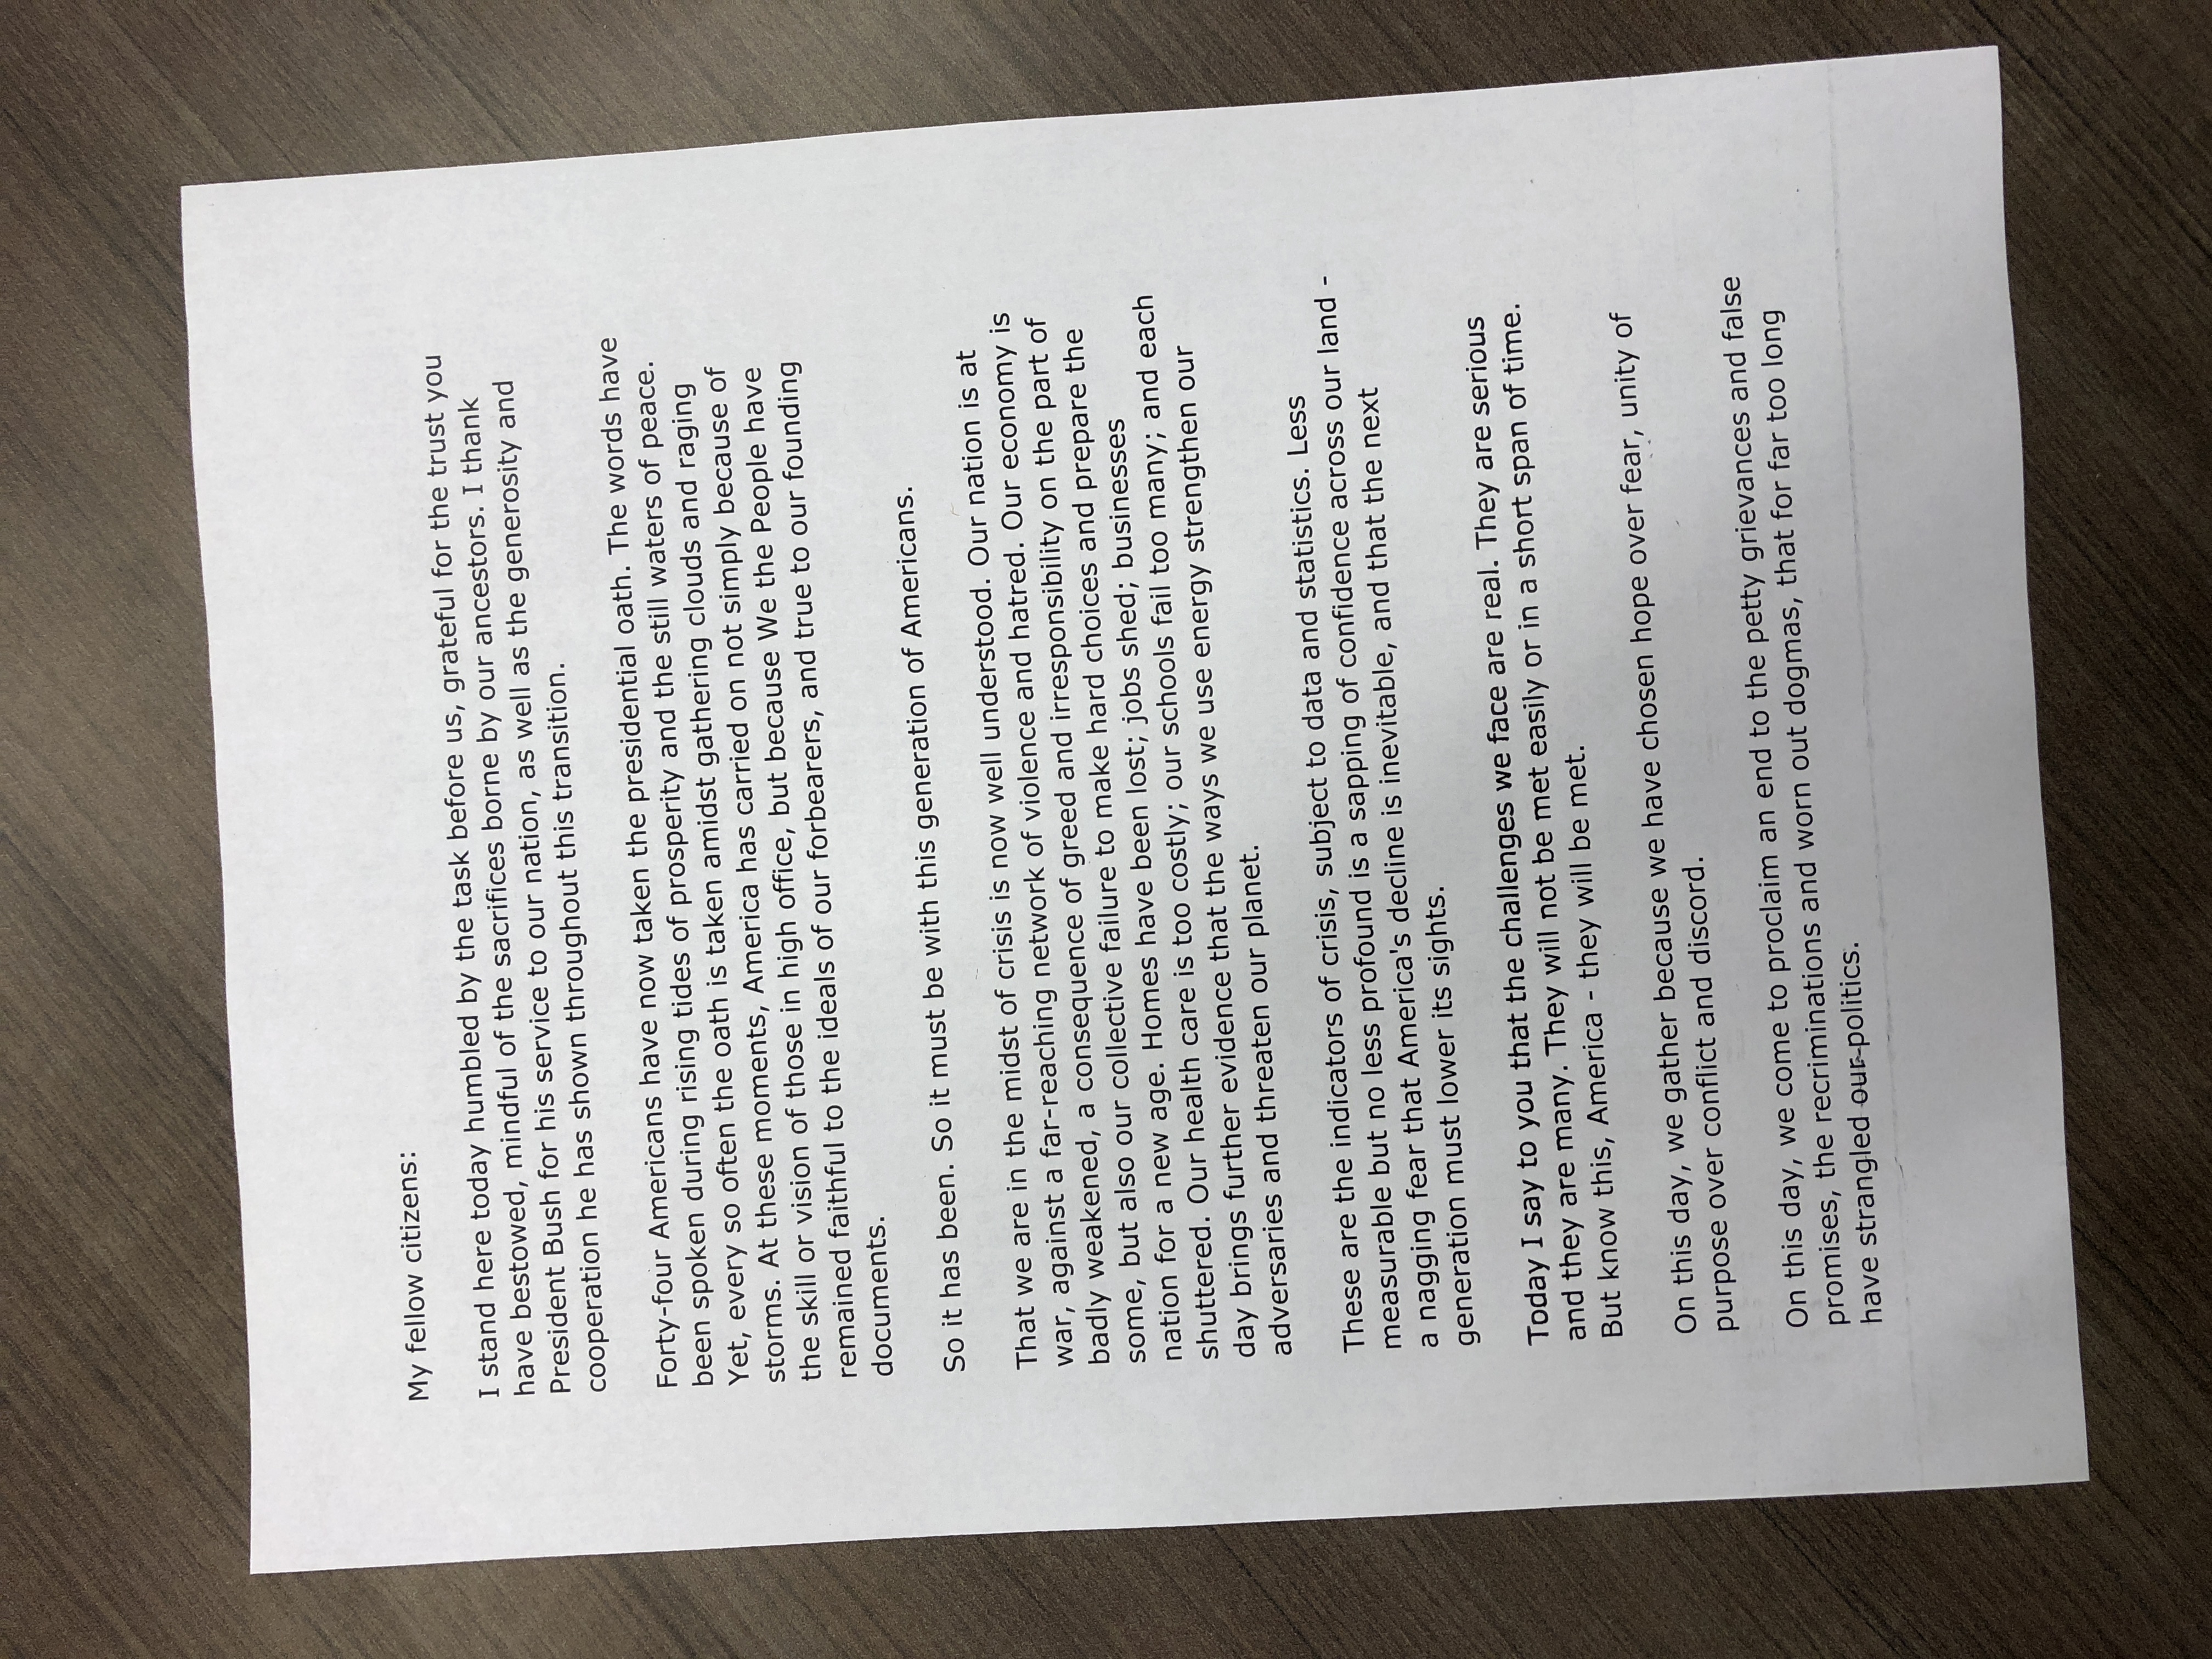 My fellow citizens:
I stand here today humbled by the task before us, grateful for the trust you
have bestowed, mindful of the sacrifices borne by our ancestors. I thank
President Bush for his service to our nation, as well as the generosity and
cooperation he has shown throughout this transition.
Forty-four Americans have now taken the presidential oath. The words have
been spoken during rising tides of prosperity and the still waters of peace.
Yet, every so often the oath is taken amidst gathering clouds and raging
storms. At these moments, America has carried on not simply because of
the skill or vision of those in high office, but because We the People have
remained faithful to the ideals of our forbearers, and true to our founding
documents.
So it has been. So it must be with this generation of Americans.
That we are in the midst of crisis is now well understood. Our nation is at
war, against a far-reaching network of violence and hatred. Our economy is
badly weakened, a consequence of greed and irresponsibility on the part of
some, but also our collective failure to make hard choices and prepare the
nation for a new age. Homes have been lost; jobs shed; businesses
shuttered. Our health care is too costly; our schools fail too many; and each
day brings further evidence that the ways we use energy strengthen our
adversaries and threaten our planet.
These are the indicators of crisis, subject to data and statistics. Less
measurable but no less profound is a sapping of confidence across our land -
a nagging fear that America's decline is inevitable, and that the next
generation must lower its sights.
Today I say to you that the challenges we face are real. They are serious
and they are many. They will not be met easily or in a short span of time.
But know this, America - they will be met.
On this day, we gather because we have chosen hope over fear, unity of
purpose over conflict and discord.
On this day, we come to proclaim an end to the petty grievances and false
promises, the recriminations and worn out dogmas, that for far too long
have strangled our politics.